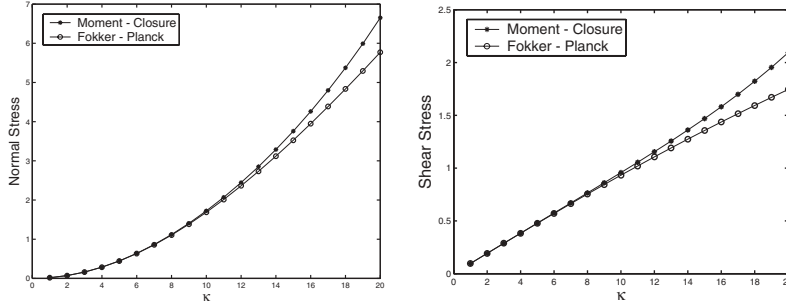 Moment - Closure
Fokker - Planck
Normal Stress
7
6
5
4
3
2
1
0
0 2 4 6 8 10 12 14 16 18 20
κ
Moment - Closure
Fokker - Planck
Shear Stress
2.5
2
1.5
1
0.5
0
0 2 4 6 8 10 12 14 16 18 20
κ